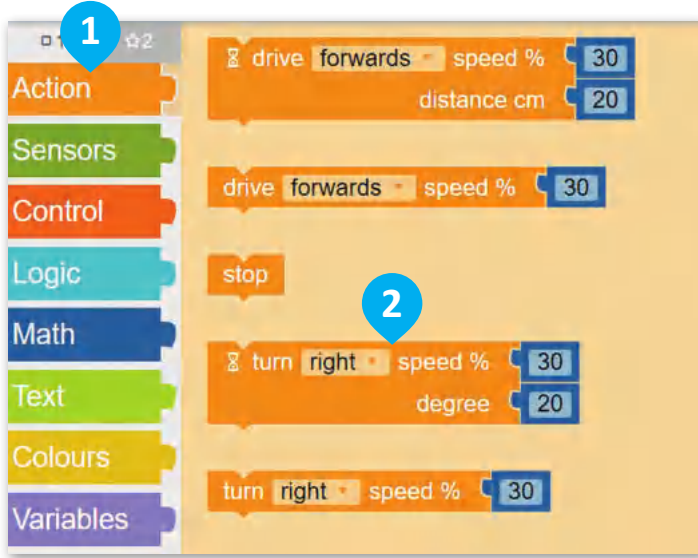 1
☆2
Action
Sensors
Control
Logic
Math
Text
Colours
Variables
drive forwards speed % 30
distance cm 20
drive forwards speed % 30
stop
2
turn right speed % 30
degree 20
turn right speed % 30